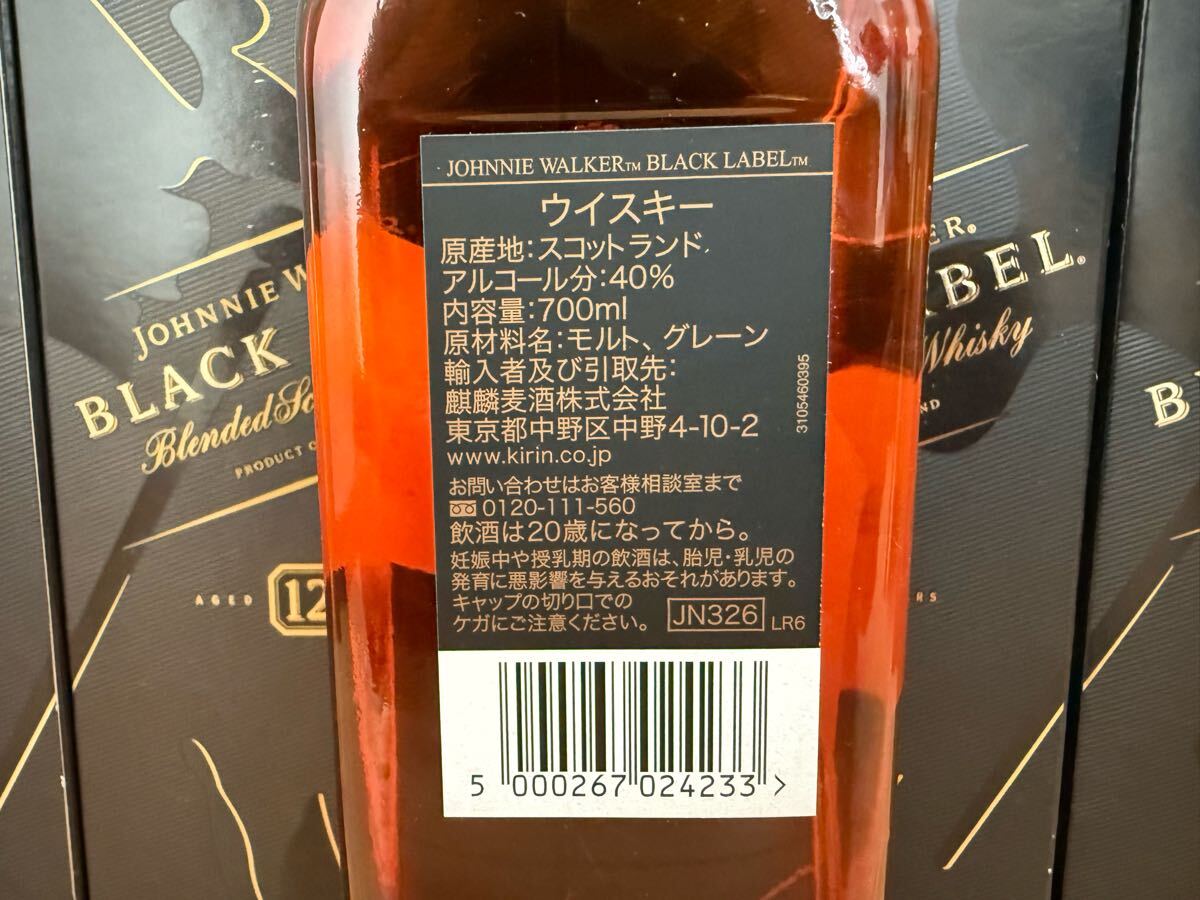 JOHNNIE WALKER™ BLACK LABEL™
ウイスキー
原産地:スコットランド
アルコール分:40%
内容量:700ml
原材料名:モルト、グレーン
輸入者及び引取先:
麒麟麦酒株式会社
東京都中野区中野4-10-2
www.kirin.co.jp
お問い合わせはお客様相談室まで
0120-111-560
飲酒は20歳になってから。
妊娠中や授乳期の飲酒は、胎児・乳児の
発育に悪影響を与えるおそれがあります。
キャップの切り口での
ケガにご注意ください。 JN326 LR6
3105460395
5 000267 024233 >
JOHNNIE
BLACK
Blended
PRODUCT
AGED 12
Whisky